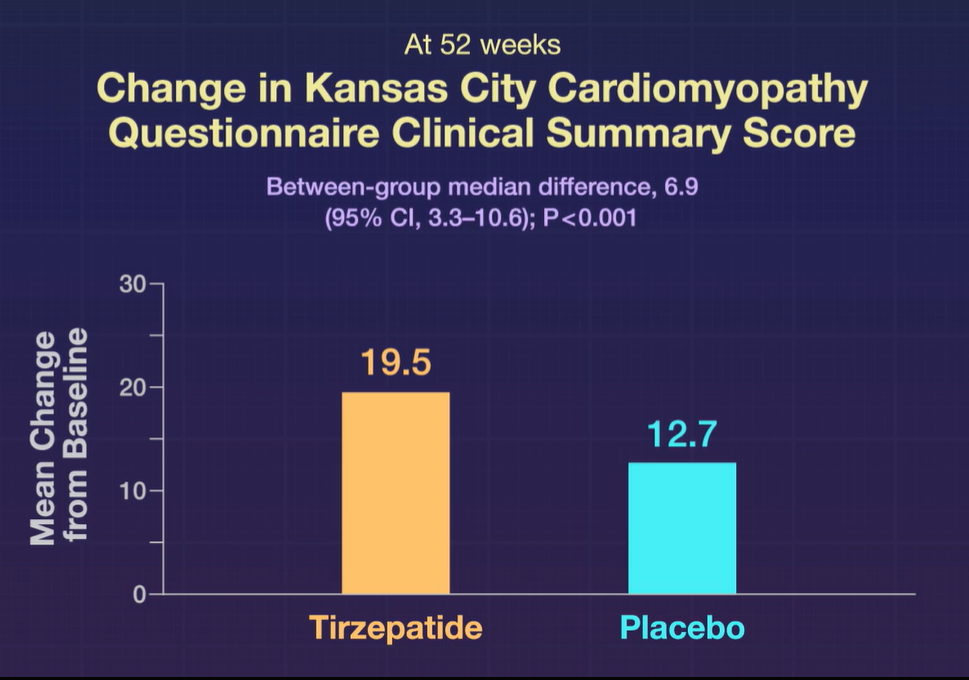 At 52 weeks
Change in Kansas City Cardiomyopathy
Questionnaire Clinical Summary Score
Between-group median difference, 6.9
(95% CI, 3.3–10.6); P<0.001
Mean Change
from Baseline
30
20
10
0
19.5
12.7
Tirzepatide
Placebo